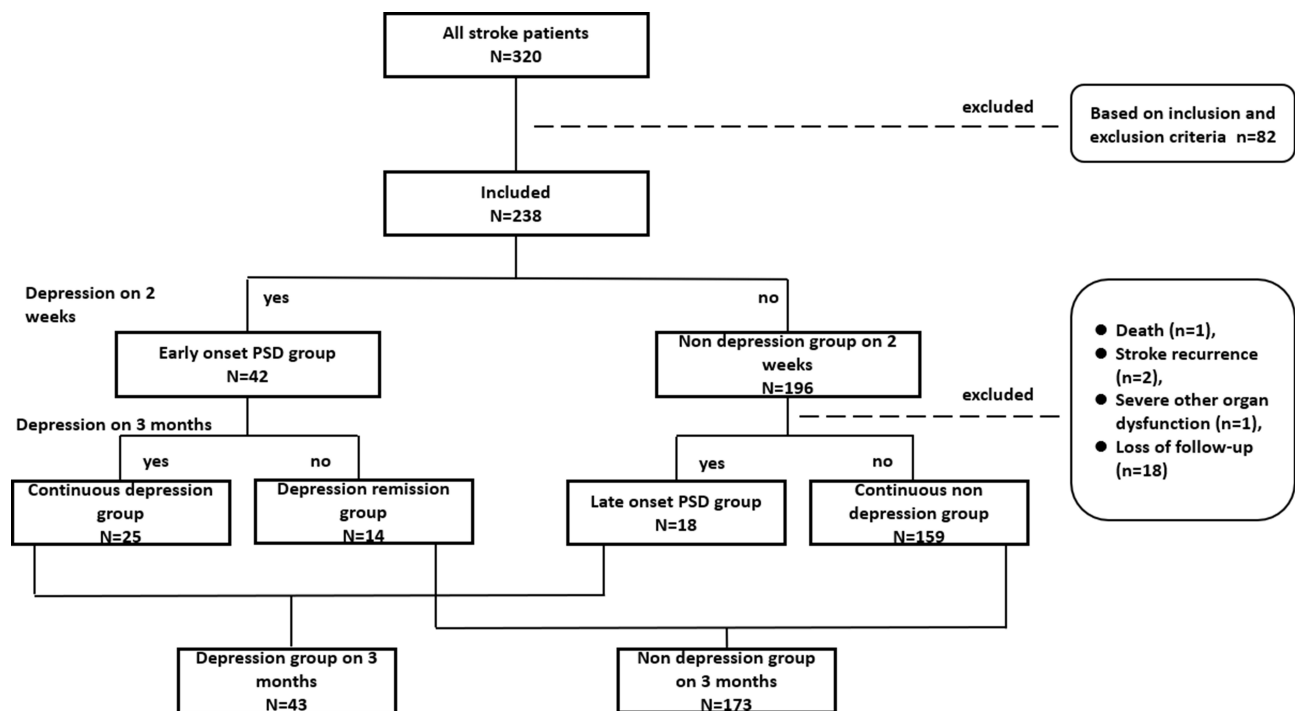 All stroke patients
N=320
excluded
Based on inclusion and
exclusion criteria n=82
Included
N=238
Depression on 2
weeks
yes
no
Early onset PSD group
N=42
Non depression group on 2
weeks
N=196
excluded
● Death (n=1),
● Stroke recurrence
(n=2),
● Severe other organ
dysfunction (n=1),
● Loss of follow-up
(n=18)
Depression on 3 months
yes
no
yes
no
Continuous depression
group
N=25
Depression remission
group
N=14
Late onset PSD group
N=18
Continuous non
depression group
N=159
Depression group on 3
months
N=43
Non depression group
on 3 months
N=173